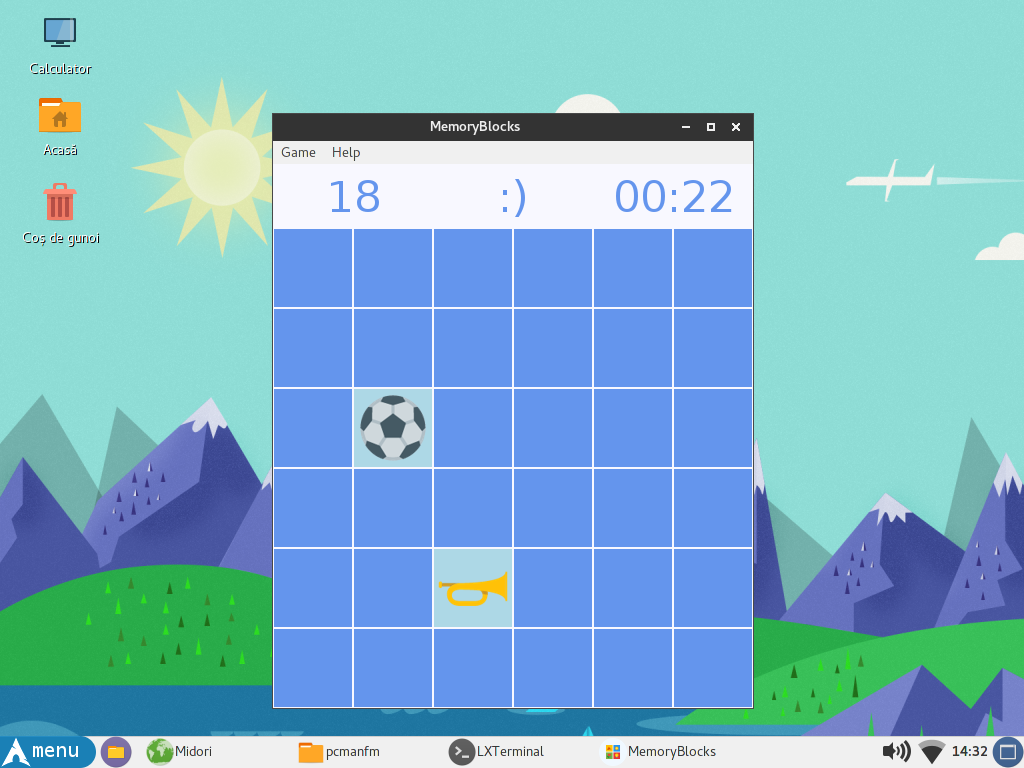 Calculator
Acasă
Coș de gunoi
MemoryBlocks
Game Help
18 :) 00:22
menu Midori pcmanfm LXTerminal MemoryBlocks 14:32